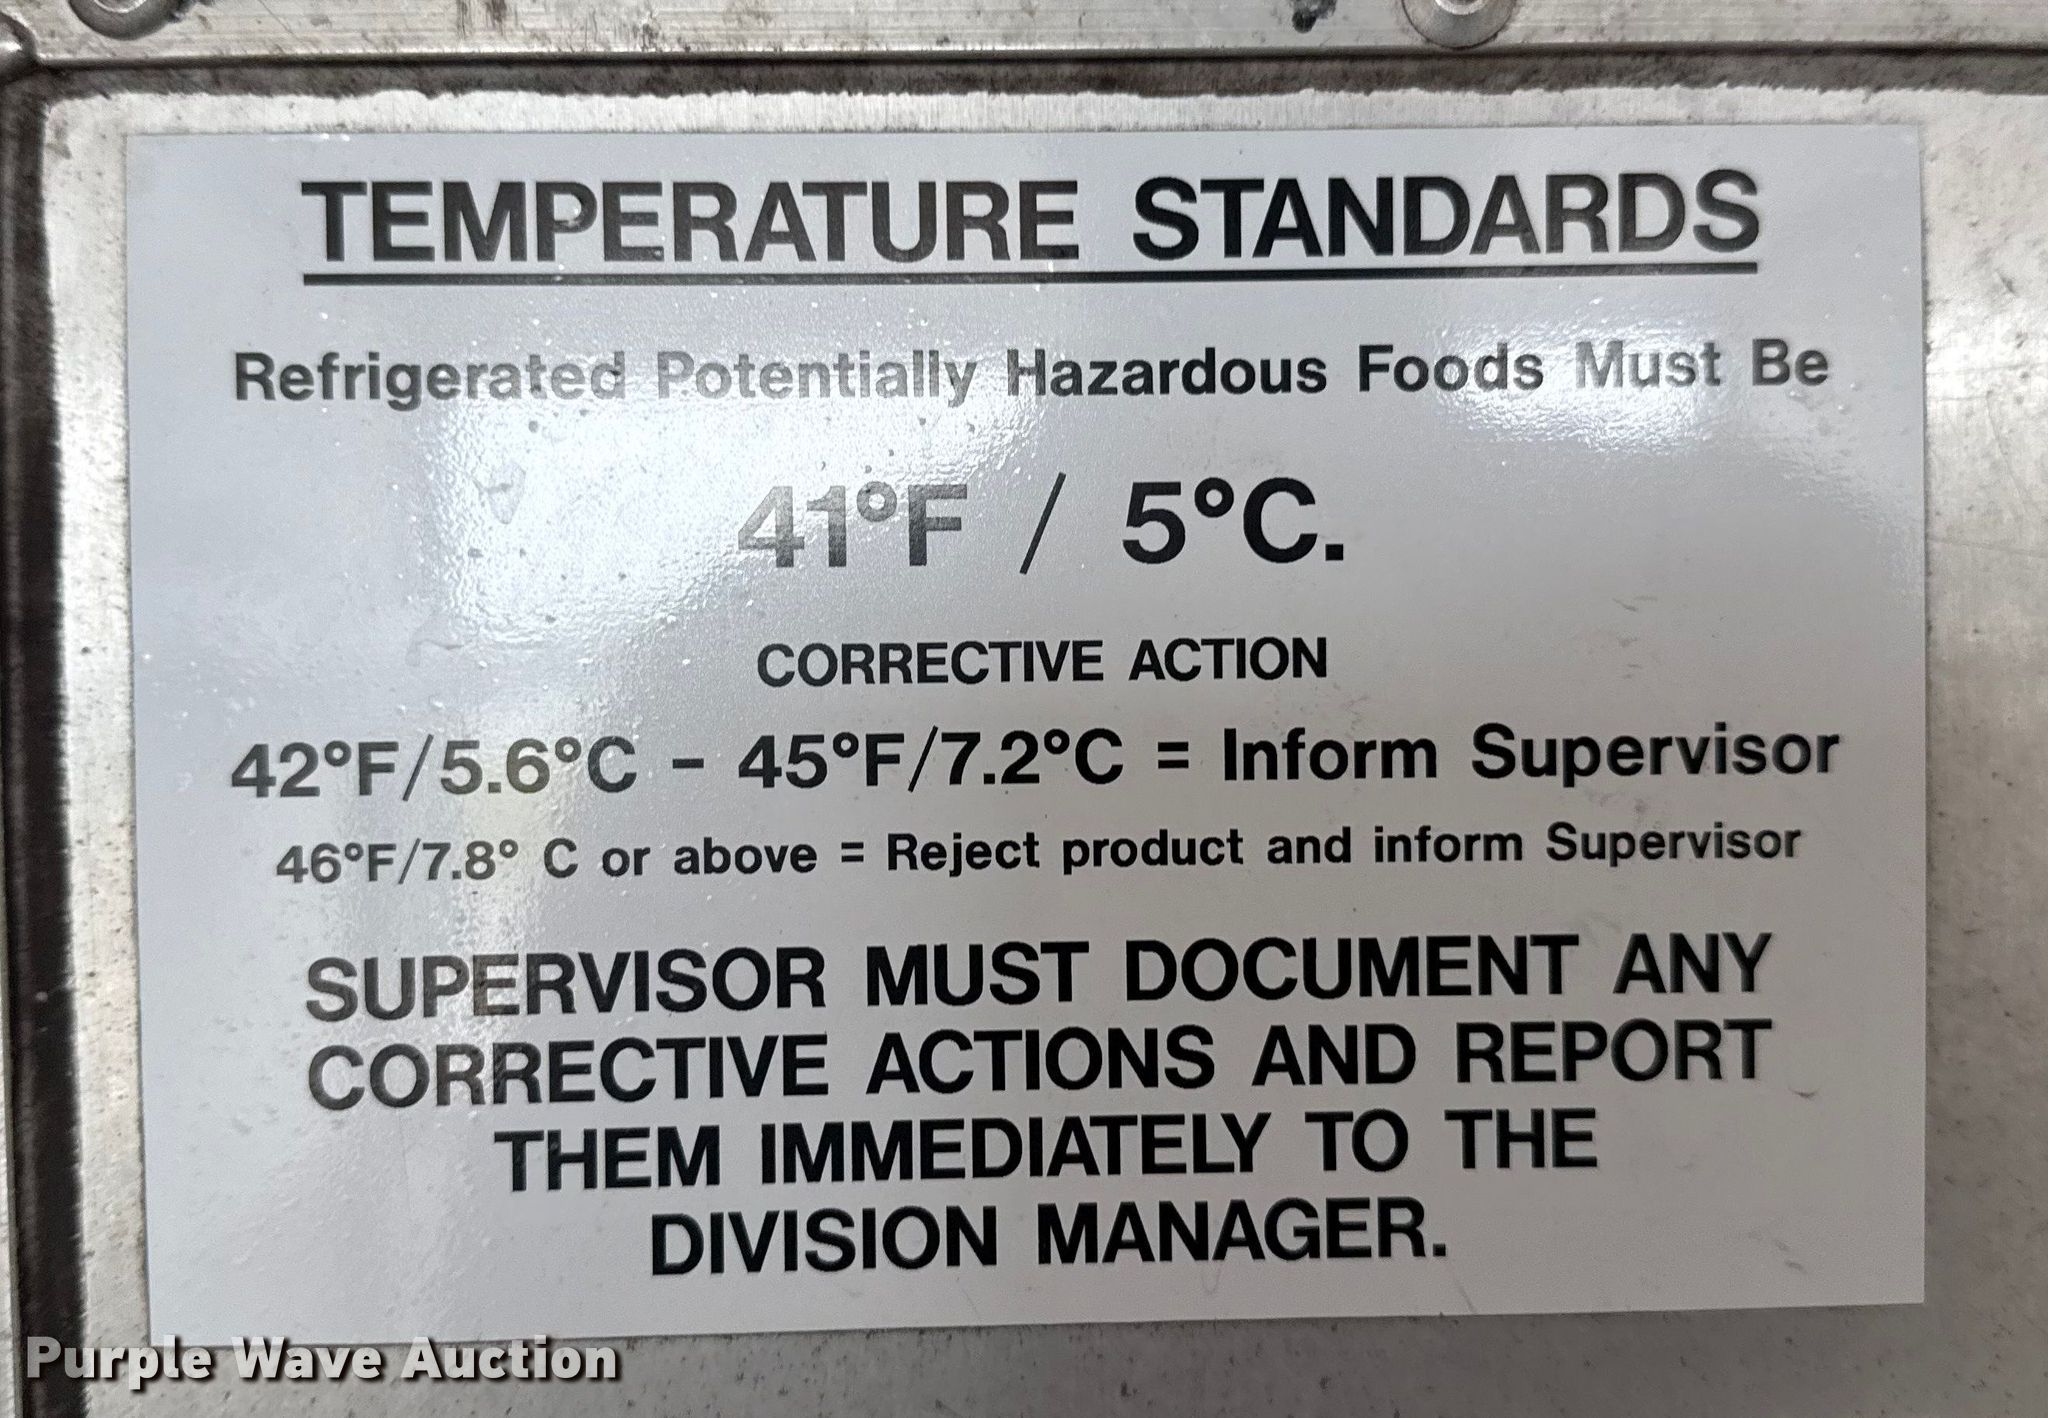 TEMPERATURE STANDARDS
Refrigerated Potentially Hazardous Foods Must Be
41°F / 5°C.
CORRECTIVE ACTION
42°F/5.6°C - 45°F/7.2°C = Inform Supervisor
46°F/7.8° C or above = Reject product and inform Supervisor
SUPERVISOR MUST DOCUMENT ANY
CORRECTIVE ACTIONS AND REPORT
THEM IMMEDIATELY TO THE
DIVISION MANAGER.
Purple Wave Auction